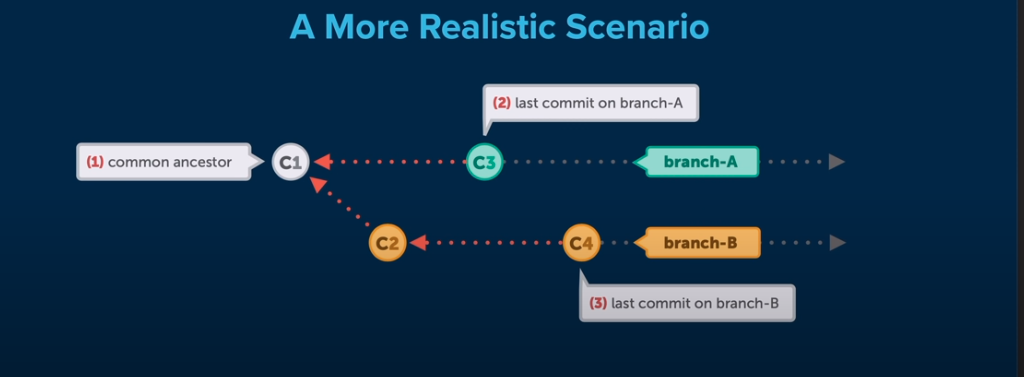 A More Realistic Scenario
(2) last commit on branch-A
(1) common ancestor
C1
C3
branch-A
C2
C4
branch-B
(3) last commit on branch-B